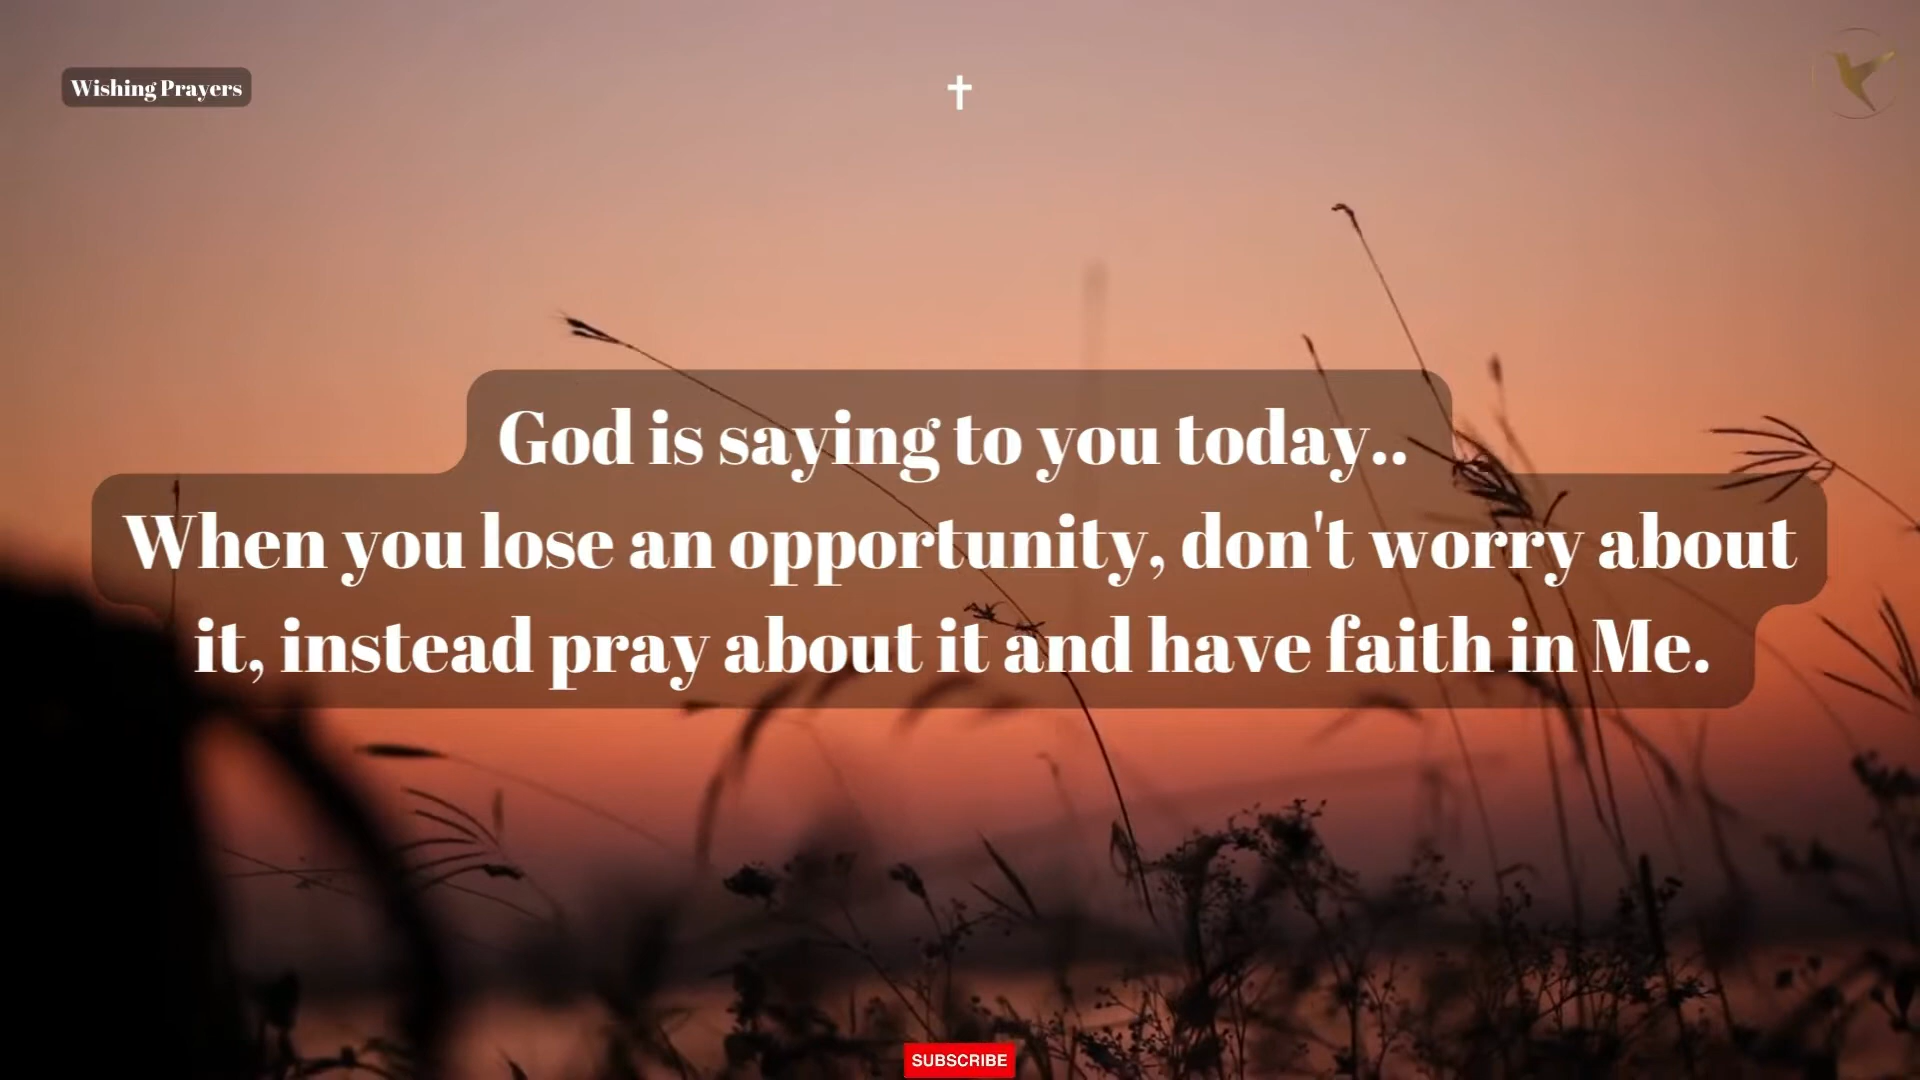 Wishing Prayers
God is saying to you today..
When you lose an opportunity, don't worry about
it, instead pray about it and have faith in Me.
SUBSCRIBE